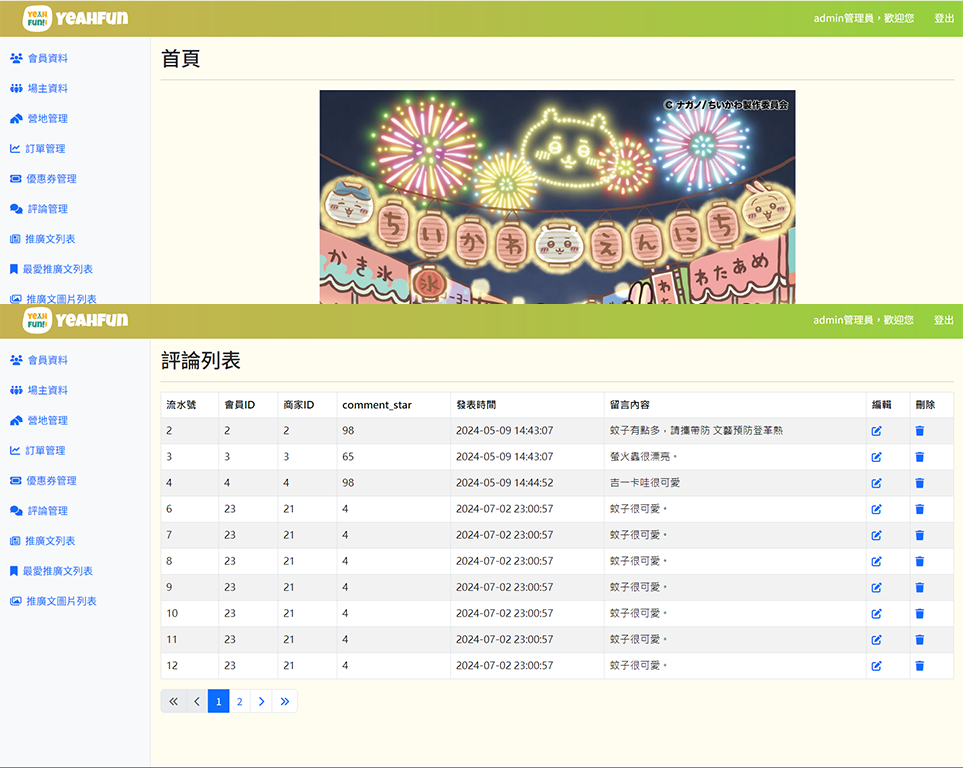 YEAH FUN! YEAHFUN admin管理員，歡迎您 登出
會員資料
場主資料
營地管理
訂單管理
優惠券管理
評論管理
推廣文列表
最愛推廣文列表
推廣文圖片列表
首頁
© ナガノ/ちいかわ製作委員会
ちいかわ えんにち
かき氷
氷
わたあめ
わた
YEAH FUN! YEAHFUN admin管理員，歡迎您 登出
會員資料
場主資料
營地管理
訂單管理
優惠券管理
評論管理
推廣文列表
最愛推廣文列表
推廣文圖片列表
評論列表
流水號 會員ID 商家ID comment_star 發表時間 留言內容 編輯 刪除
2 2 2 98 2024-05-09 14:43:07 蚊子有點多，請攜帶防 文藝預防登革熱
3 3 3 65 2024-05-09 14:43:07 螢火蟲很漂亮。
4 4 4 98 2024-05-09 14:44:52 吉一卡哇很可愛
6 23 21 4 2024-07-02 23:00:57 蚊子很可愛。
7 23 21 4 2024-07-02 23:00:57 蚊子很可愛。
8 23 21 4 2024-07-02 23:00:57 蚊子很可愛。
9 23 21 4 2024-07-02 23:00:57 蚊子很可愛。
10 23 21 4 2024-07-02 23:00:57 蚊子很可愛。
11 23 21 4 2024-07-02 23:00:57 蚊子很可愛。
12 23 21 4 2024-07-02 23:00:57 蚊子很可愛。
« ‹ 1 2 › »